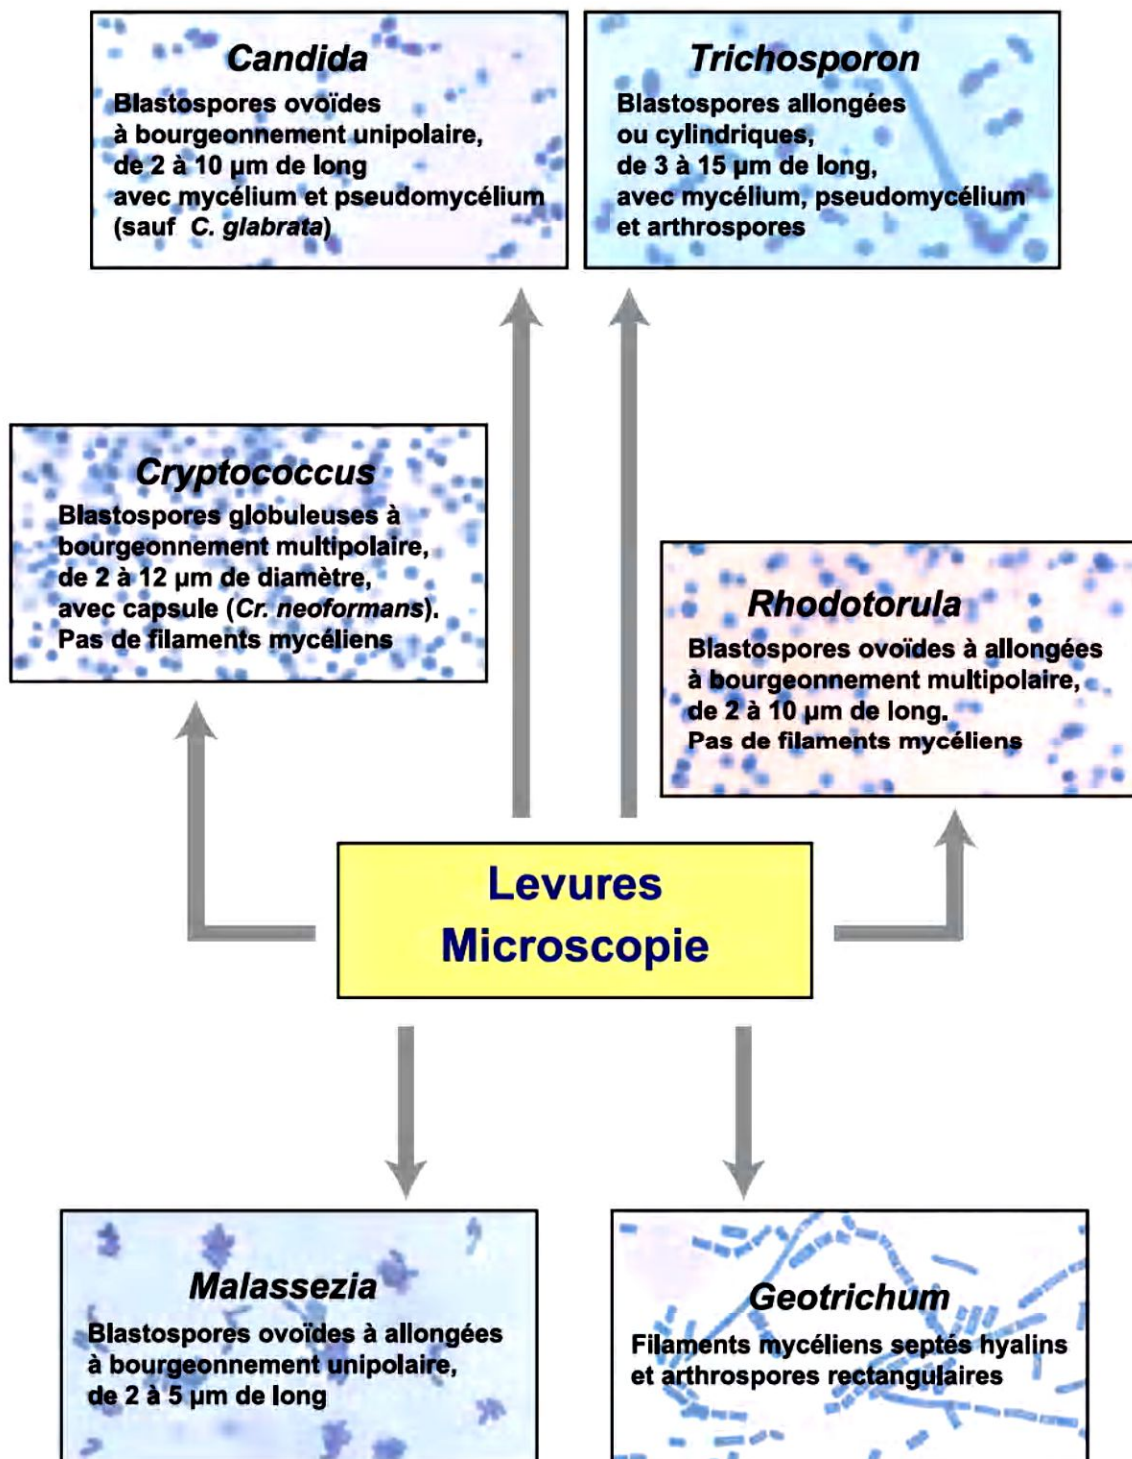 Candida
Blastospores ovoïdes
à bourgeonnement unipolaire,
de 2 à 10 µm de long
avec mycélium et pseudomycélium
(sauf C. glabrata)
Trichosporon
Blastospores allongées
ou cylindriques,
de 3 à 15 µm de long,
avec mycélium, pseudomycélium
et arthrospores
Cryptococcus
Blastospores globuleuses à
bourgeonnement multipolaire,
de 2 à 12 µm de diamètre,
avec capsule (Cr. neoformans).
Pas de filaments mycéliens
Rhodotorula
Blastospores ovoïdes à allongées
à bourgeonnement multipolaire,
de 2 à 10 µm de long.
Pas de filaments mycéliens
Levures
Microscopie
Malassezia
Blastospores ovoïdes à allongées
à bourgeonnement unipolaire,
de 2 à 5 µm de long
Geotrichum
Filaments mycéliens septés hyalins
et arthrospores rectangulaires